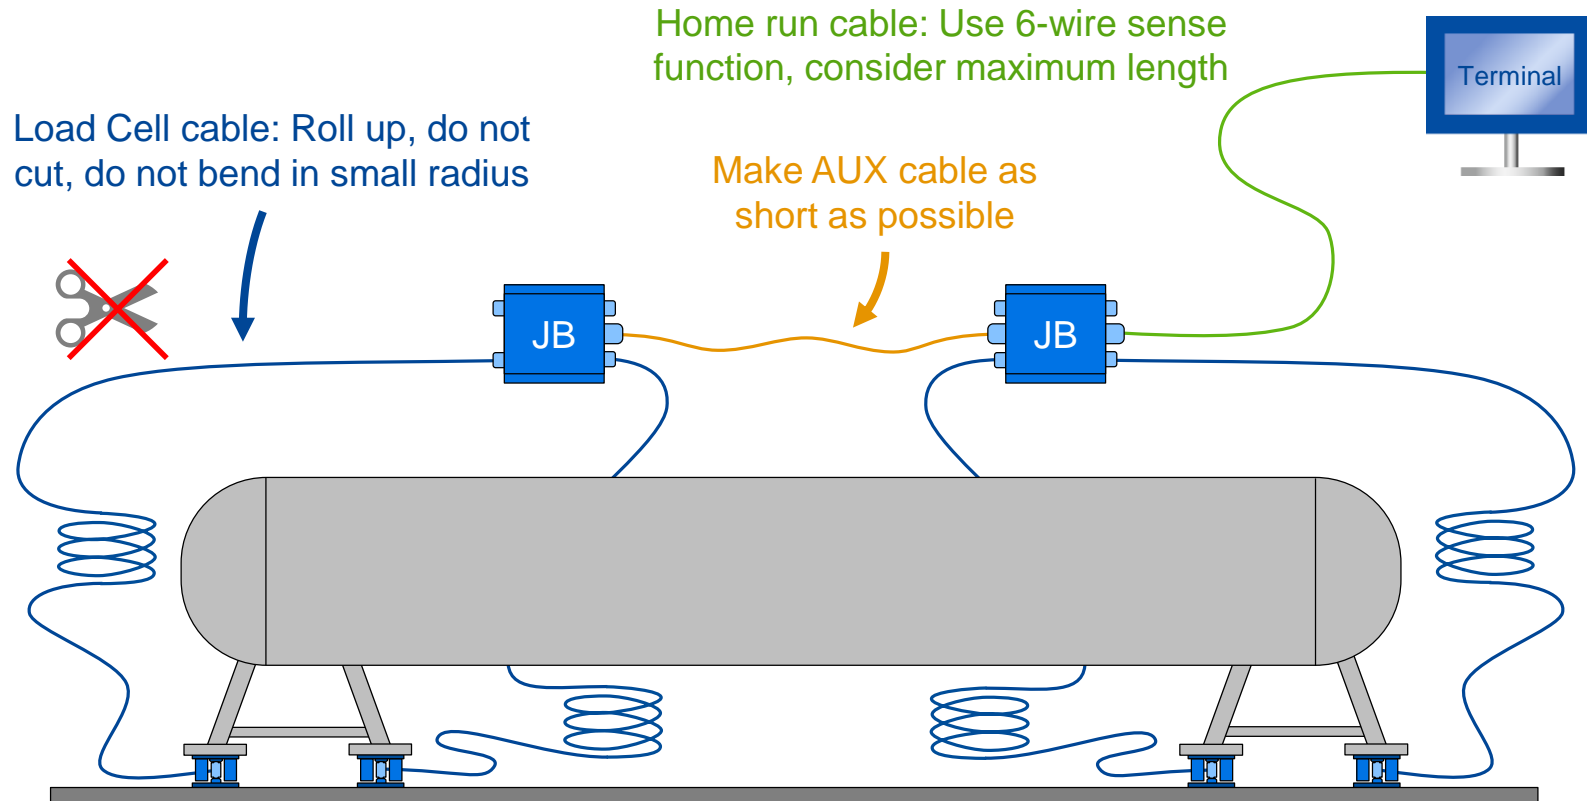 Home run cable: Use 6-wire sense
function, consider maximum length
Terminal
Load Cell cable: Roll up, do not
cut, do not bend in small radius
Make AUX cable as
short as possible
JB
JB